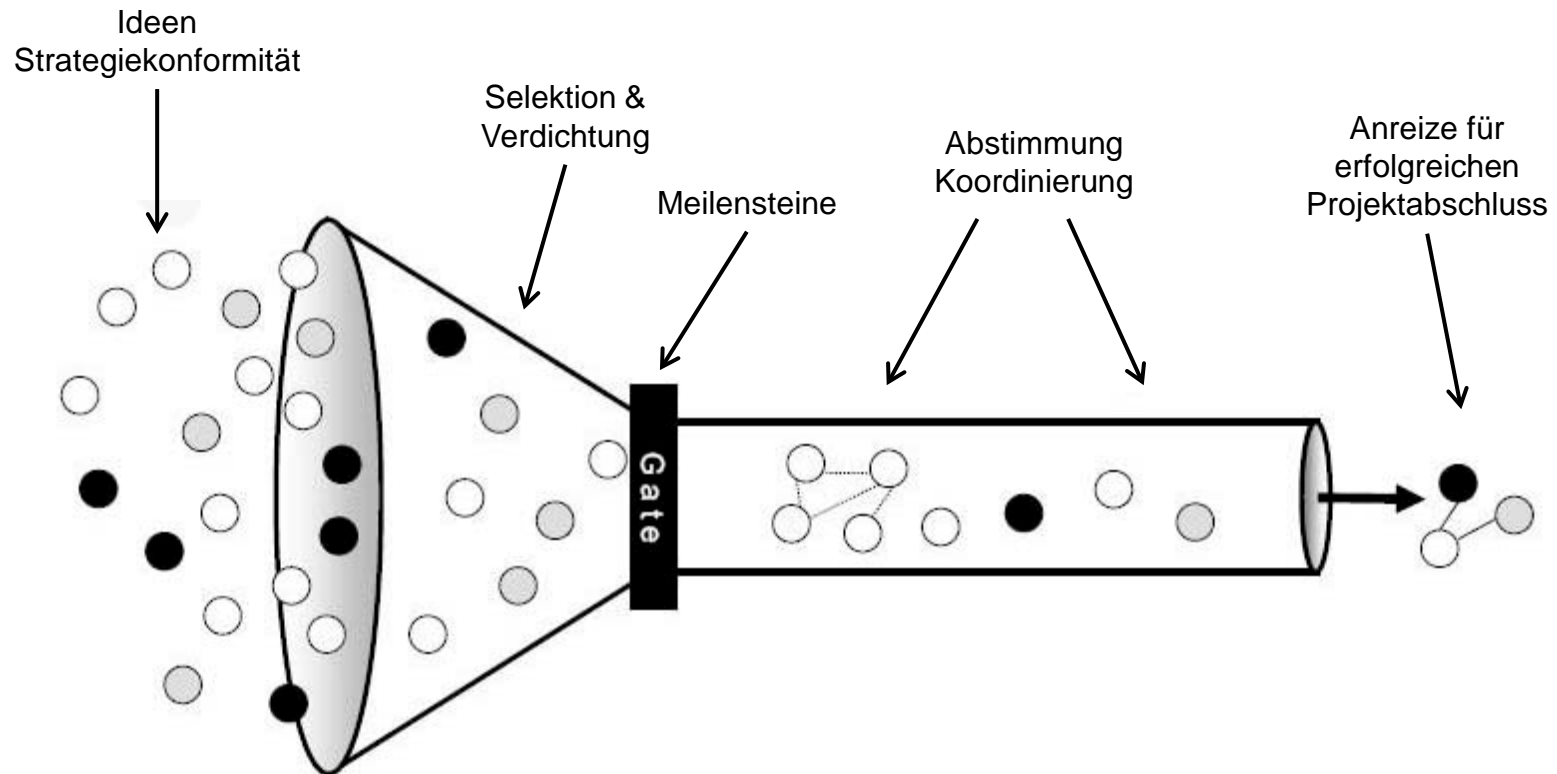 Ideen
Strategiekonformität
Selektion &
Verdichtung
Meilensteine
Abstimmung
Koordinierung
Anreize für
erfolgreichen
Projektabschluss
Gate